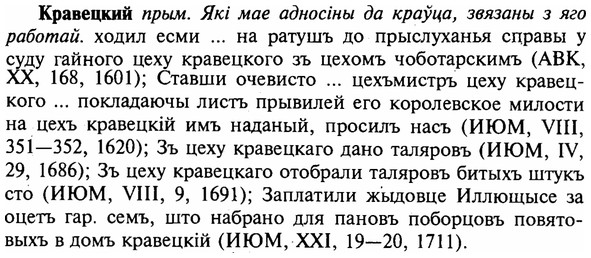 Кравецкий прым. Які мае адносіны да краўца, звязаны з яго
работай. ходил есми ... на ратушъ до прыслуханья справы у
суду гайного цеху кравецкого зъ цехомъ чоботарскимъ (АВК,
XX, 168, 1601); Ставши очевисто ... цехъмистръ цеху кравец-
кого ... покладаючы листъ прывилей его королевское милости
на цехъ кравецкій имъ наданый, просилъ насъ (ИЮМ, VIII,
351—352, 1620); Зъ цеху кравецкаго дано таляровъ (ИЮМ, IV,
29, 1686); Зъ цеху кравецкаго отобрали таляровъ битыхъ штукъ
сто (ИЮМ, VIII, 9, 1691); Заплатили жыдовце Иллющысе за
оцетъ гар. семъ, што набрано для пановъ поборцовъ повято-
выхъ в домъ кравецкій (ИЮМ, XXI, 19—20, 1711).